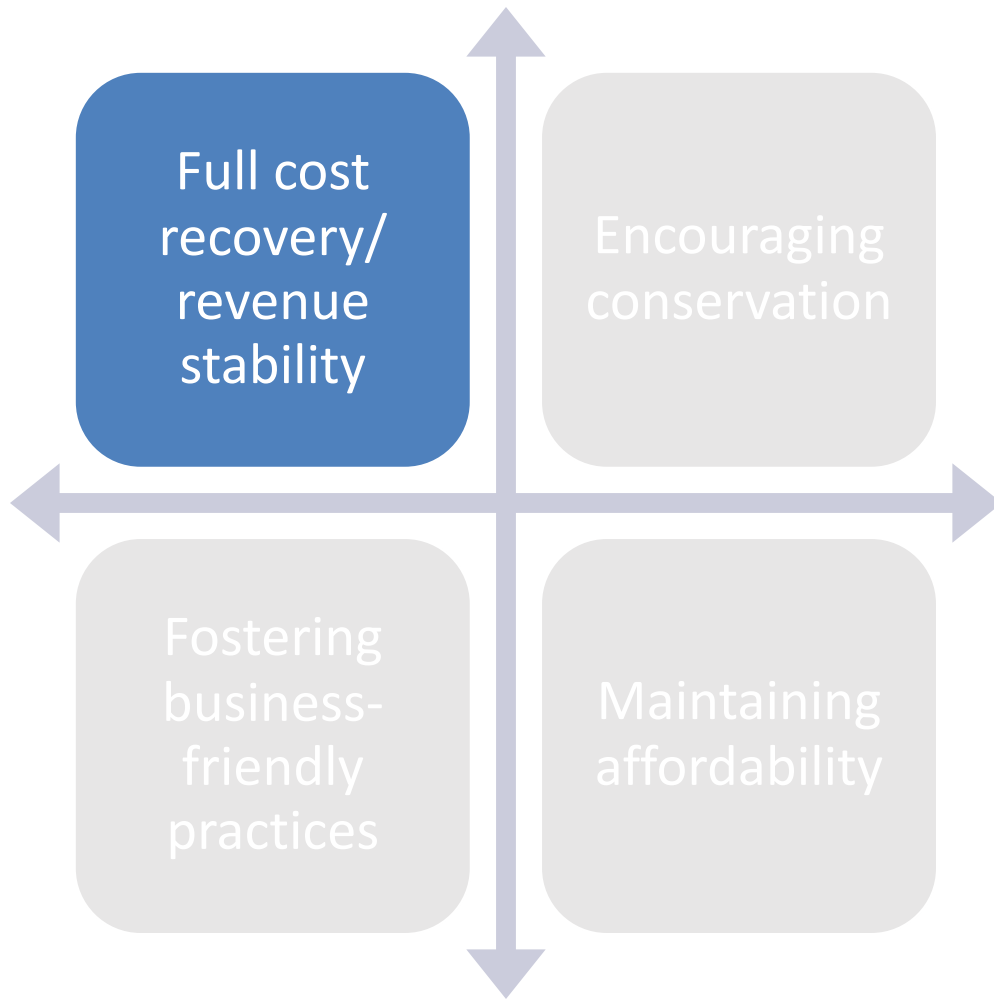 Full cost
recovery/
revenue
stability
Encouraging
conservation
Fostering
business-
friendly
practices
Maintaining
affordability